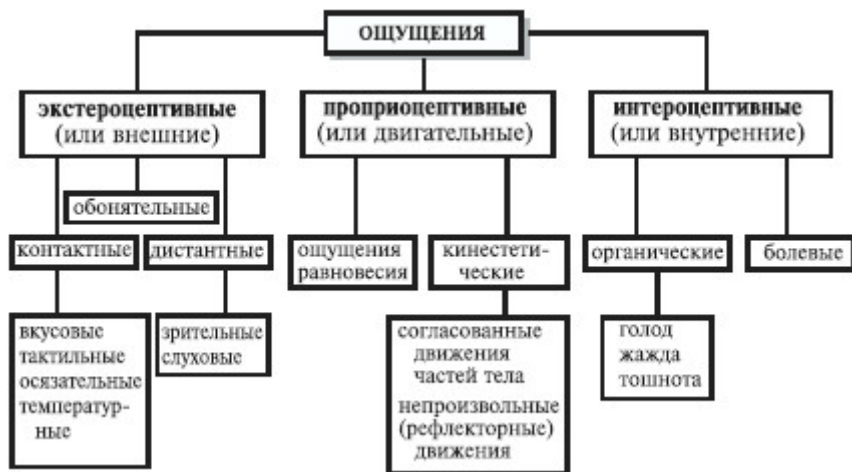 ОЩУЩЕНИЯ
экстероцептивные
(или внешние)
проприоцептивные
(или двигательные)
интероцептивные
(или внутренние)
обонятельные
контактные
дистантные
ощущения
равновесия
кинестети-
ческие
органические
болевые
вкусовые
тактильные
осязательные
температур-
ные
зрительные
слуховые
согласованные
движения
частей тела
непроизвольные
(рефлекторные)
движения
голод
жажда
тошнота